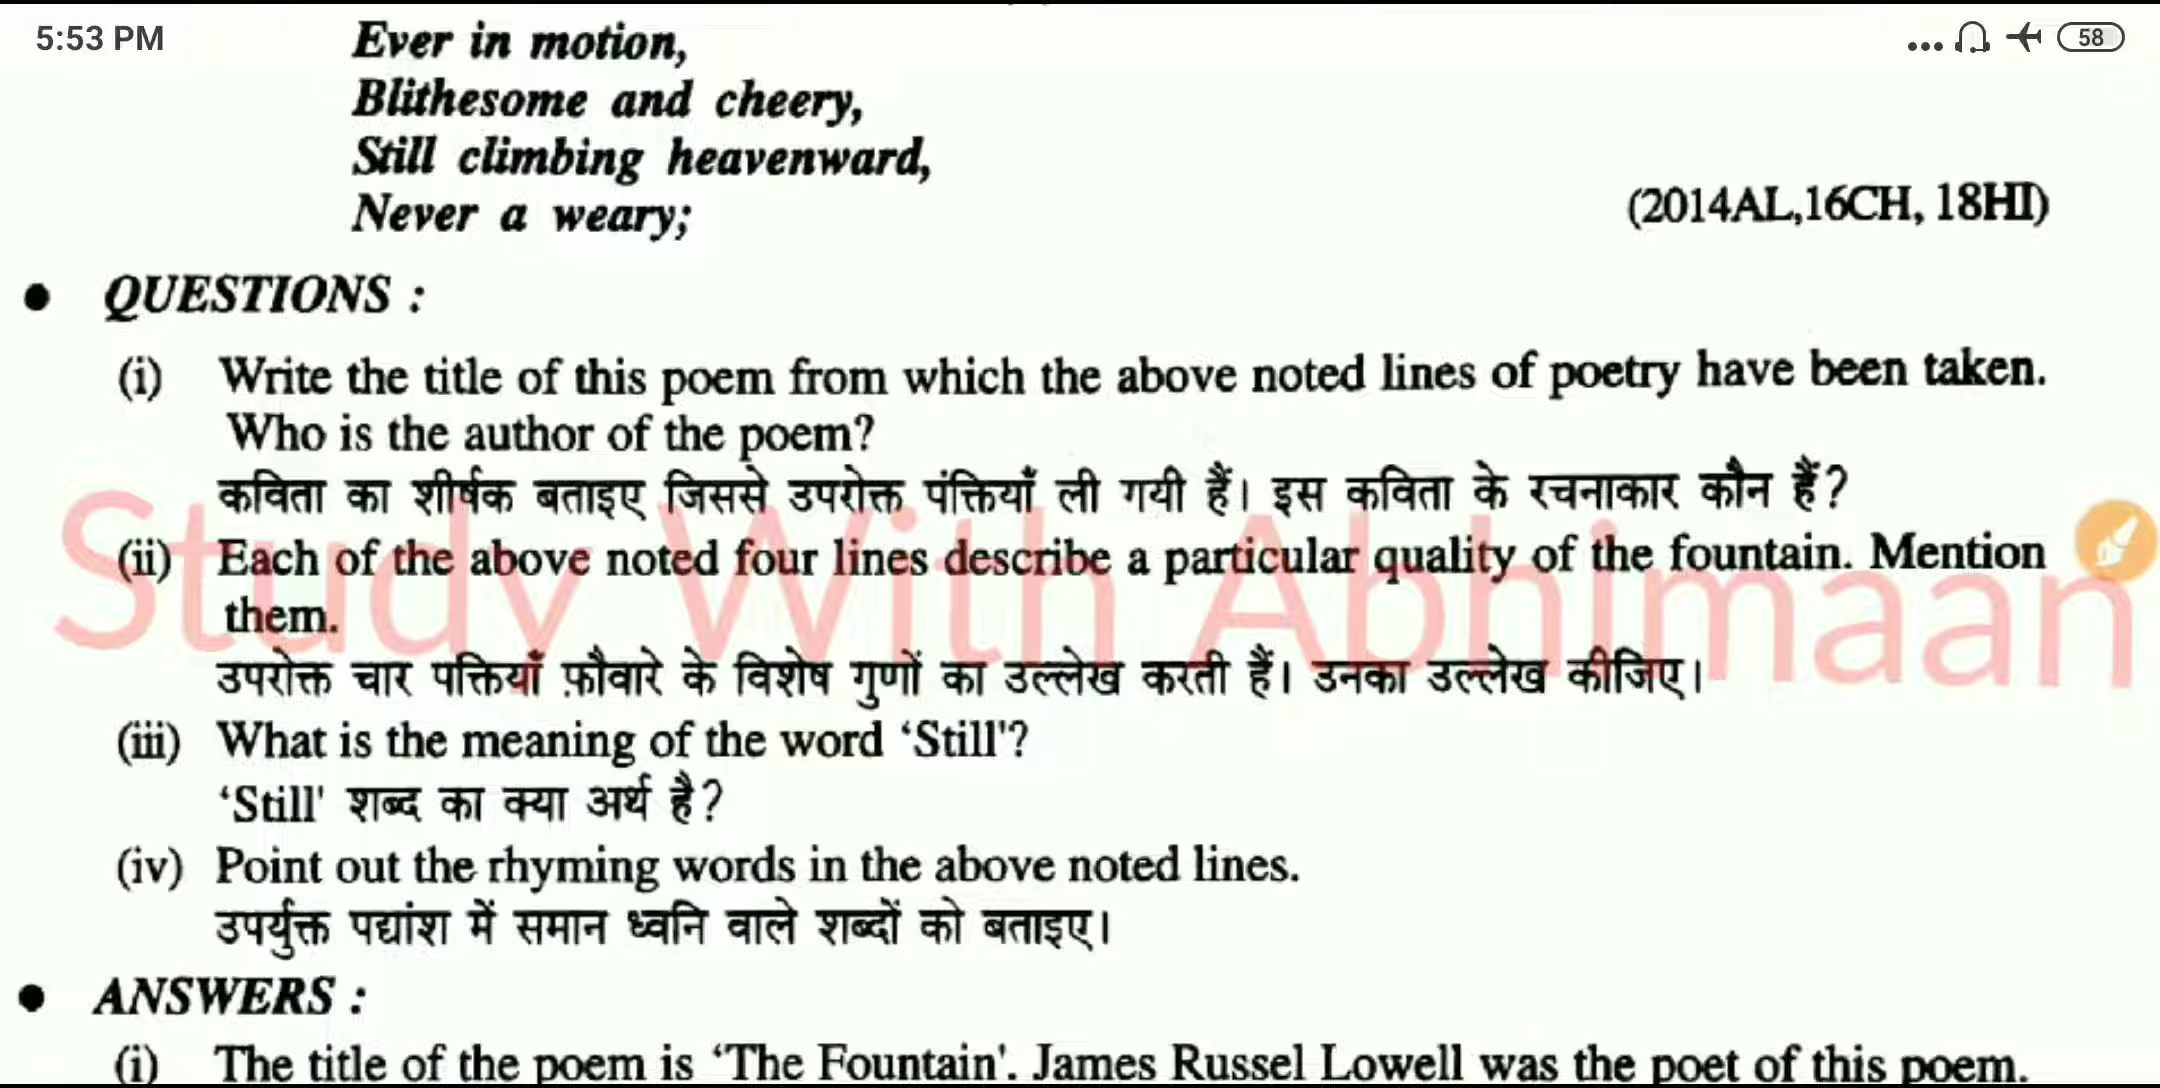 5:53 PM
58
Ever in motion,
Blithesome and cheery,
Still climbing heavenward,
Never a weary;
(2014AL,16CH, 18HI)
● QUESTIONS :
(i) Write the title of this poem from which the above noted lines of poetry have been taken.
Who is the author of the poem?
कविता का शीर्षक बताइए जिससे उपरोक्त पंक्तियाँ ली गयी हैं। इस कविता के रचनाकार कौन हैं?
(ii) Each of the above noted four lines describe a particular quality of the fountain. Mention
them.
Study With Abhimaan
उपरोक्त चार पक्तियाँ फ़ौवारे के विशेष गुणों का उल्लेख करती हैं। उनका उल्लेख कीजिए।
(iii) What is the meaning of the word ‘Still'?
‘Still' शब्द का क्या अर्थ है?
(iv) Point out the rhyming words in the above noted lines.
उपर्युक्त पद्यांश में समान ध्वनि वाले शब्दों को बताइए।
● ANSWERS :
(i) The title of the poem is ‘The Fountain'. James Russel Lowell was the poet of this poem.